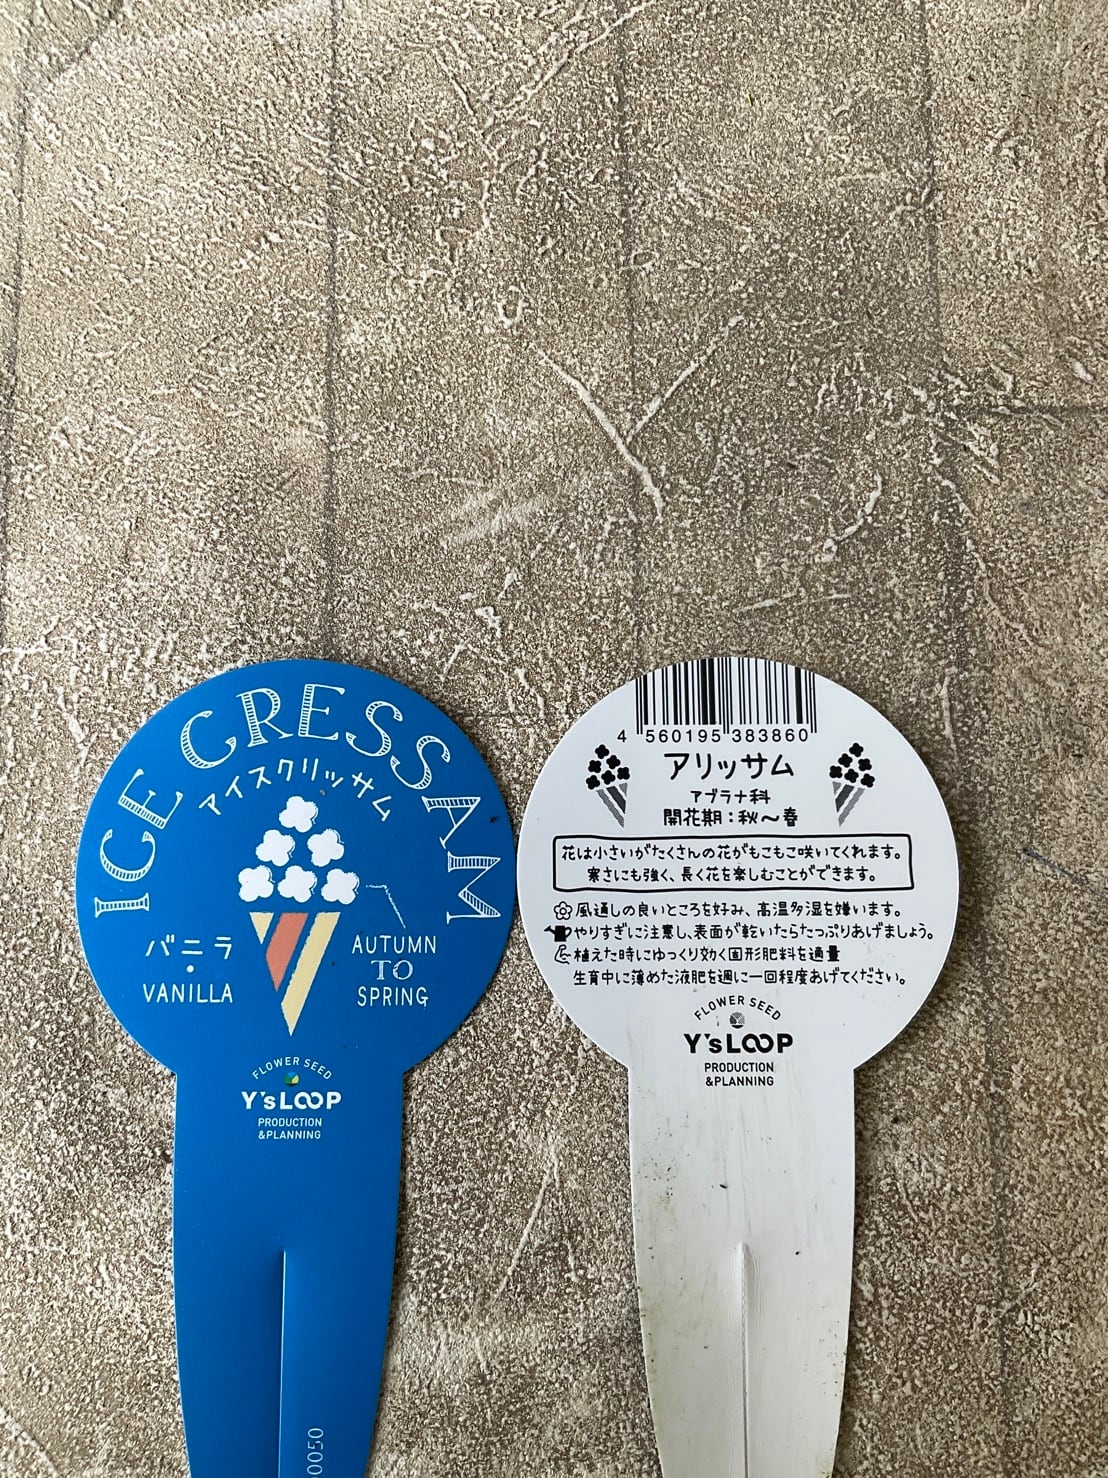 ICE CRESSAM
アイスクリッサム
バニラ
・
VANILLA
AUTUMN
TO
SPRING
FLOWER SEED
Y'sLOOP
PRODUCTION
&PLANNING
0050
4 560195 383860
アリッサム
アブラナ科
開花期:秋～春
花は小さいがたくさんの花がもこもこ咲いてくれます。
寒さにも強く、長く花を楽しむことができます。
風通しの良いところを好み、高温多湿を嫌います。
やりすぎに注意し、表面が乾いたらたっぷりあげましょう。
植えた時にゆっくり効く固形肥料を適量
生育中に薄めた液肥を週に一回程度あげてください。
FLOWER SEED
Y'sLOOP
PRODUCTION
&PLANNING